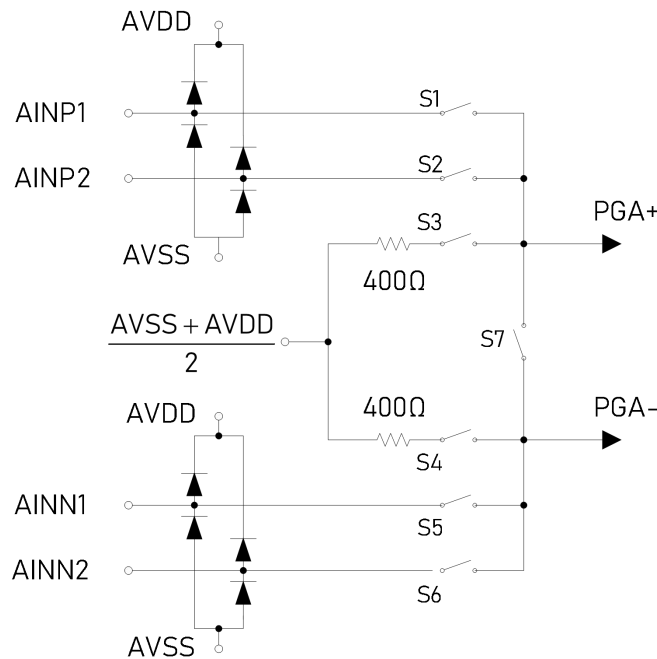 AVDD
AINP1
S1
AINP2
S2
PGA+
S3
AVSS
400Ω
AVSS + AVDD
2
S7
AVDD
400Ω
PGA-
S4
AINN1
S5
AINN2
S6
AVSS